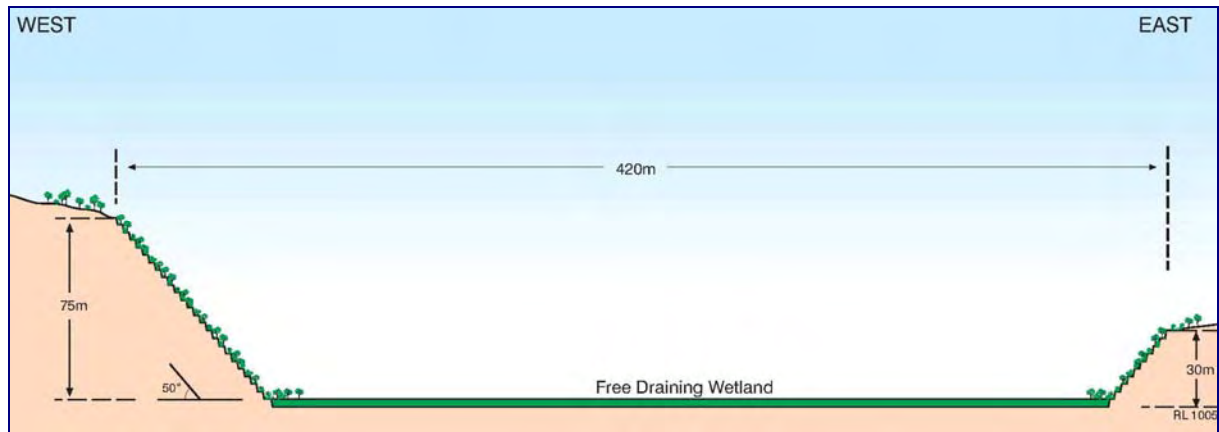 WEST
EAST
420m
75m
50°
Free Draining Wetland
30m
RL 1005